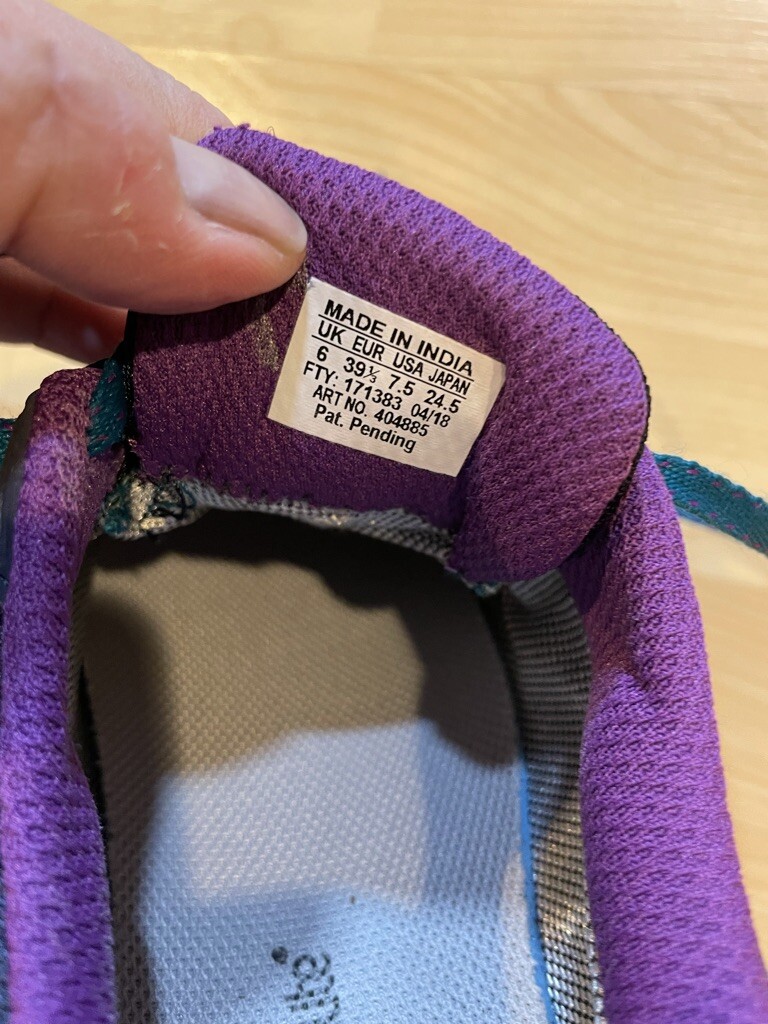 MADE IN INDIA
UK EUR USA JAPAN
6 39⅓ 7.5 24.5
FTY: 171383 04/18
ART NO. 404885
Pat. Pending